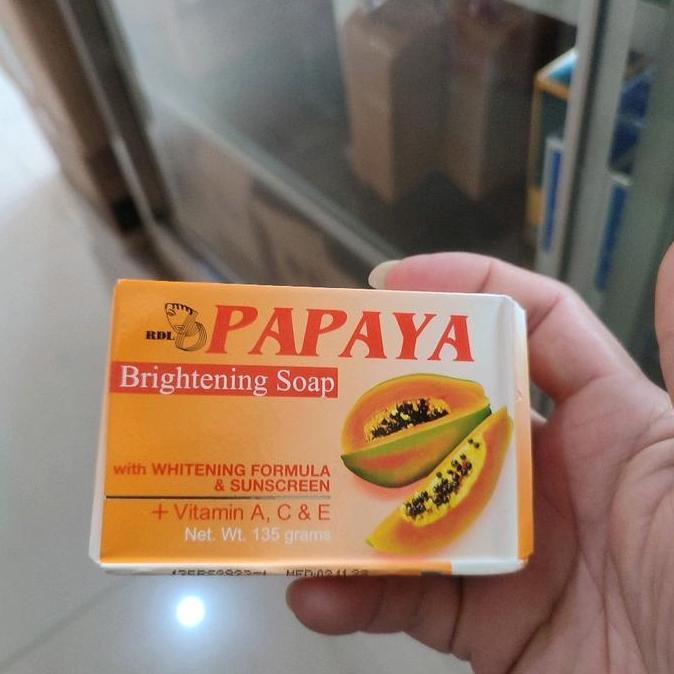 RDL PAPAYA
Brightening Soap
with WHITENING FORMULA
& SUNSCREEN
+ Vitamin A, C & E
Net. Wt. 135 grams